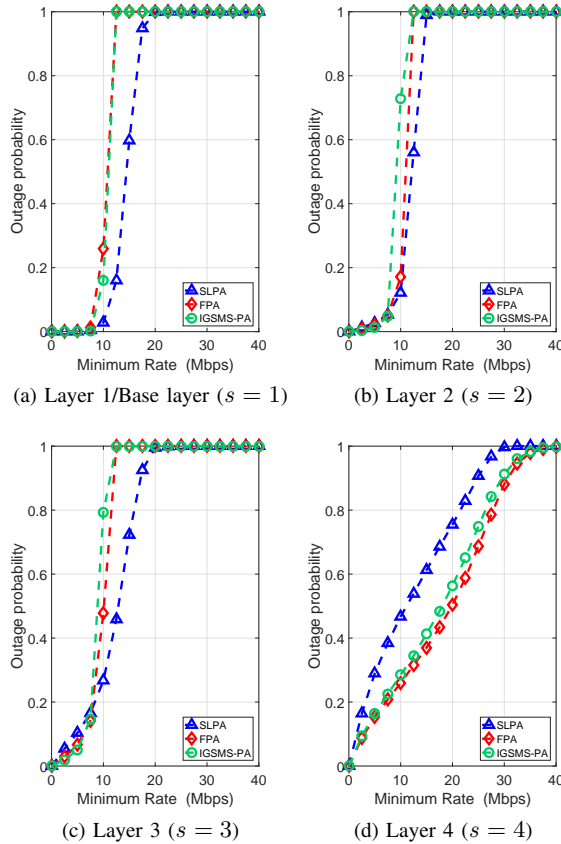 1
0.8
0.6
0.4
0.2
0
Outage probability
SLPA
FPA
IGSMS-PA
0 10 20 30 40
Minimum Rate (Mbps)
(a) Layer 1/Base layer (s = 1)
1
0.8
0.6
0.4
0.2
0
Outage probability
SLPA
FPA
IGSMS-PA
0 10 20 30 40
Minimum Rate (Mbps)
(b) Layer 2 (s = 2)
1
0.8
0.6
0.4
0.2
0
Outage probability
SLPA
FPA
IGSMS-PA
0 10 20 30 40
Minimum Rate (Mbps)
(c) Layer 3 (s = 3)
1
0.8
0.6
0.4
0.2
0
Outage probability
SLPA
FPA
IGSMS-PA
0 10 20 30 40
Minimum Rate (Mbps)
(d) Layer 4 (s = 4)